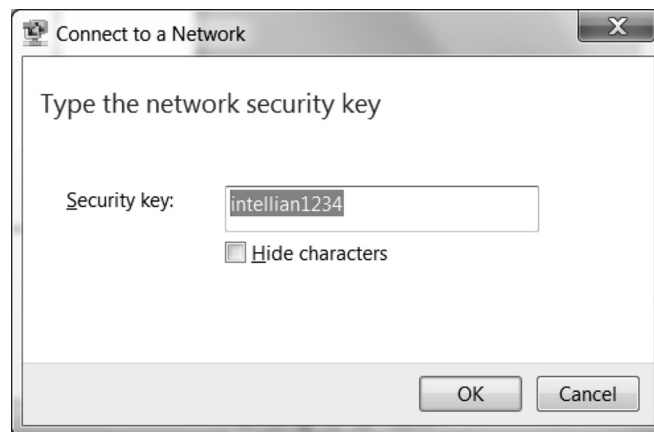 Connect to a Network
X
Type the network security key
Security key: intellian1234
Hide characters
OK Cancel